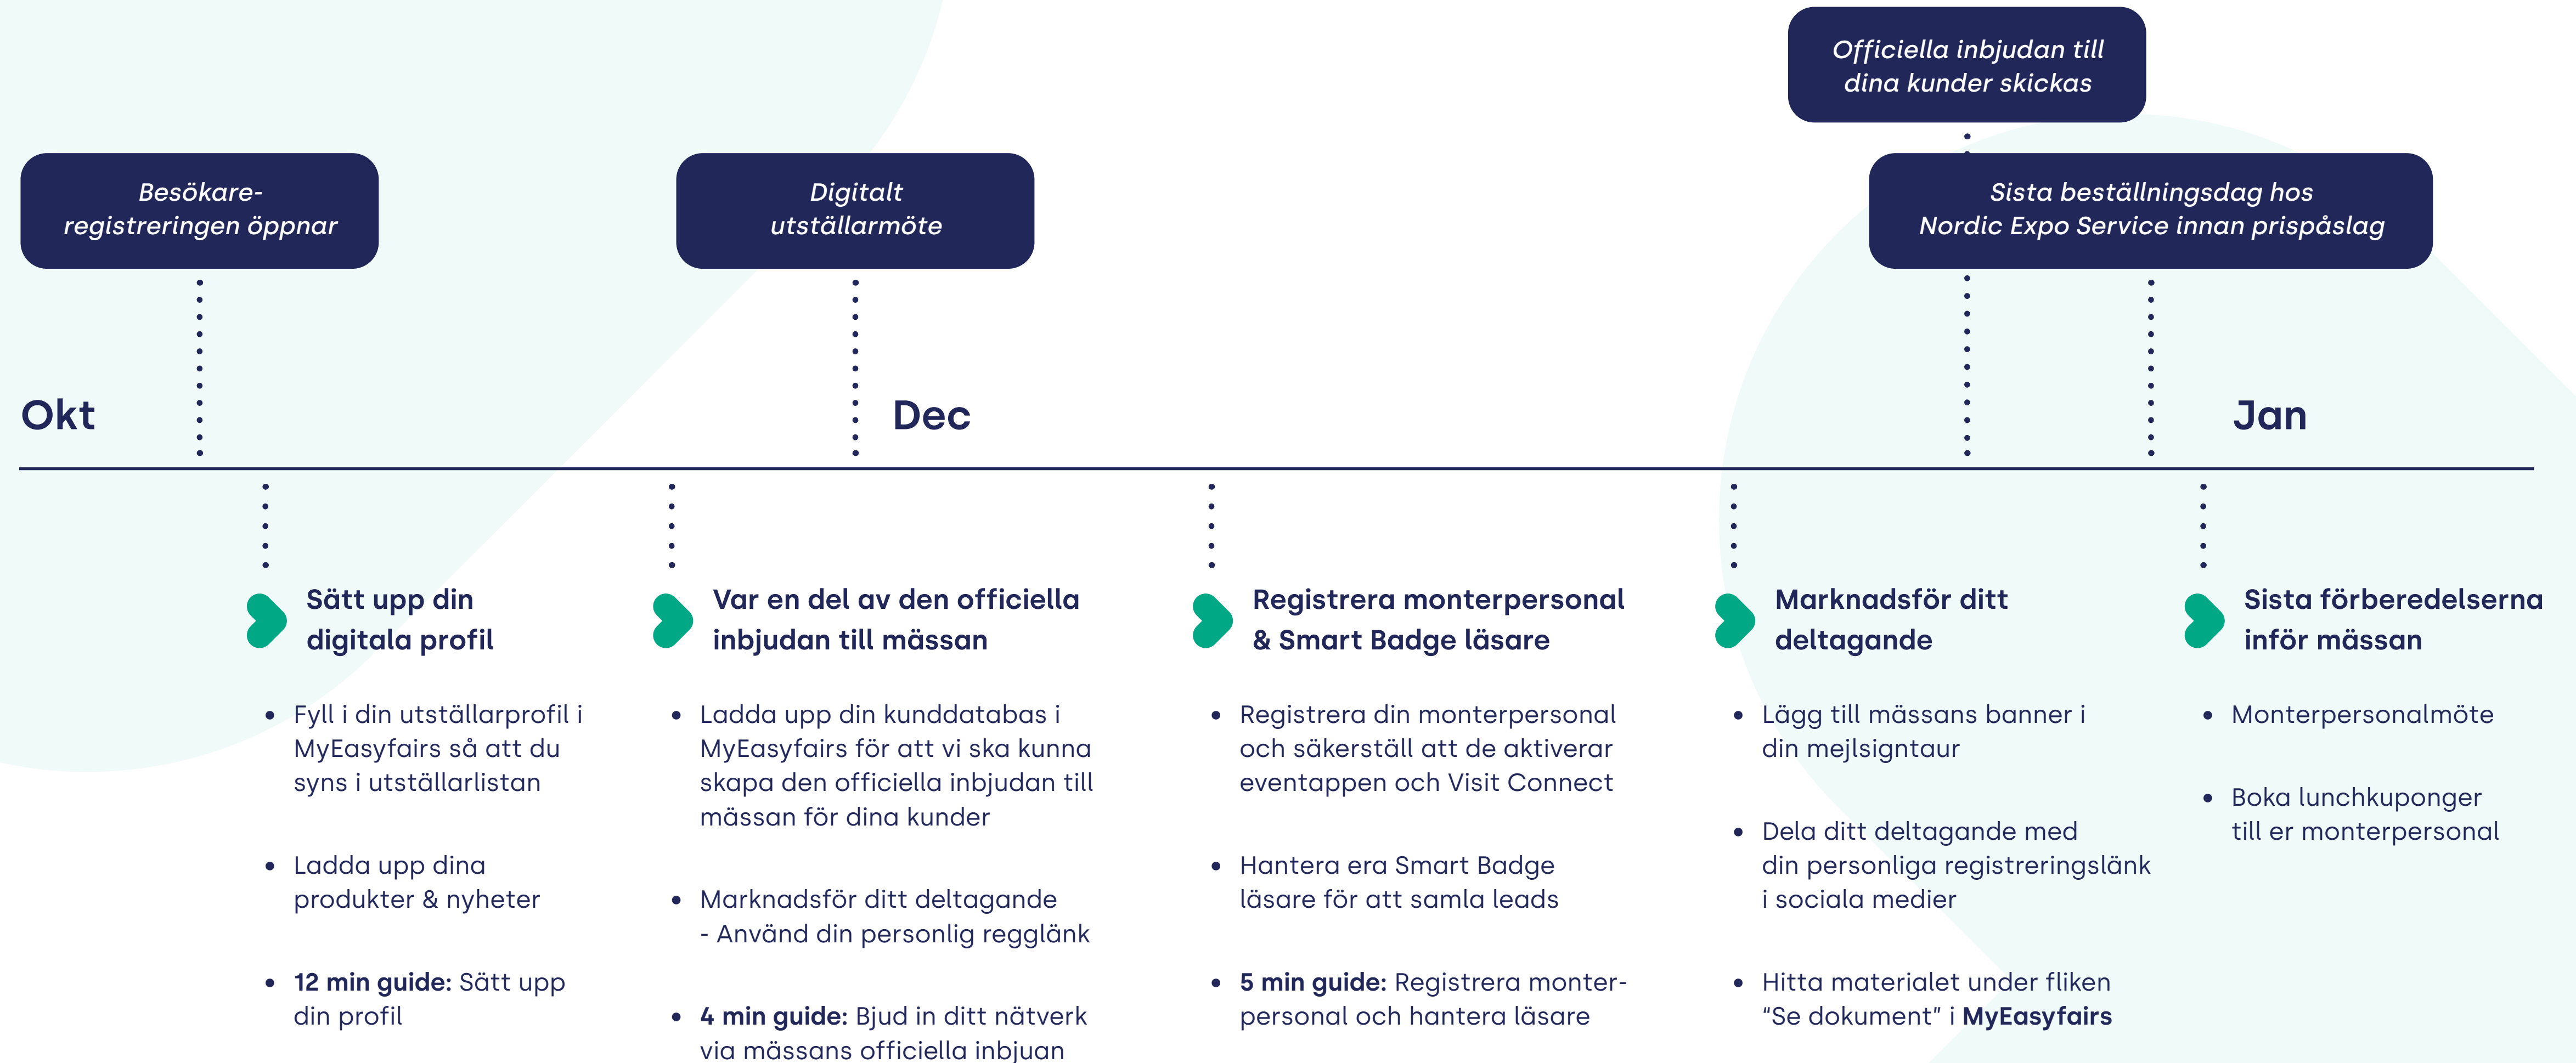 Officiella inbjudan till
dina kunder skickas
Besökare-
registreringen öppnar
Digitalt
utställarmöte
Sista beställningsdag hos
Nordic Expo Service innan prispåslag
Okt
Dec
Jan
Sätt upp din
digitala profil
• Fyll i din utställarprofil i
MyEasyfairs så att du
syns i utställarlistan
• Ladda upp dina
produkter & nyheter
• 12 min guide: Sätt upp
din profil
Var en del av den officiella
inbjudan till mässan
• Ladda upp din kunddatabas i
MyEasyfairs för att vi ska kunna
skapa den officiella inbjudan till
mässan för dina kunder
• Marknadsför ditt deltagande
- Använd din personlig regglänk
• 4 min guide: Bjud in ditt nätverk
via mässans officiella inbjuan
Registrera monterpersonal
& Smart Badge läsare
• Registrera din monterpersonal
och säkerställ att de aktiverar
eventappen och Visit Connect
• Hantera era Smart Badge
läsare för att samla leads
• 5 min guide: Registrera monter-
personal och hantera läsare
Marknadsför ditt
deltagande
• Lägg till mässans banner i
din mejlsigntaur
• Dela ditt deltagande med
din personliga registreringslänk
i sociala medier
• Hitta materialet under fliken
“Se dokument” i MyEasyfairs
Sista förberedelserna
inför mässan
• Monterpersonalmöte
• Boka lunchkuponger
till er monterpersonal